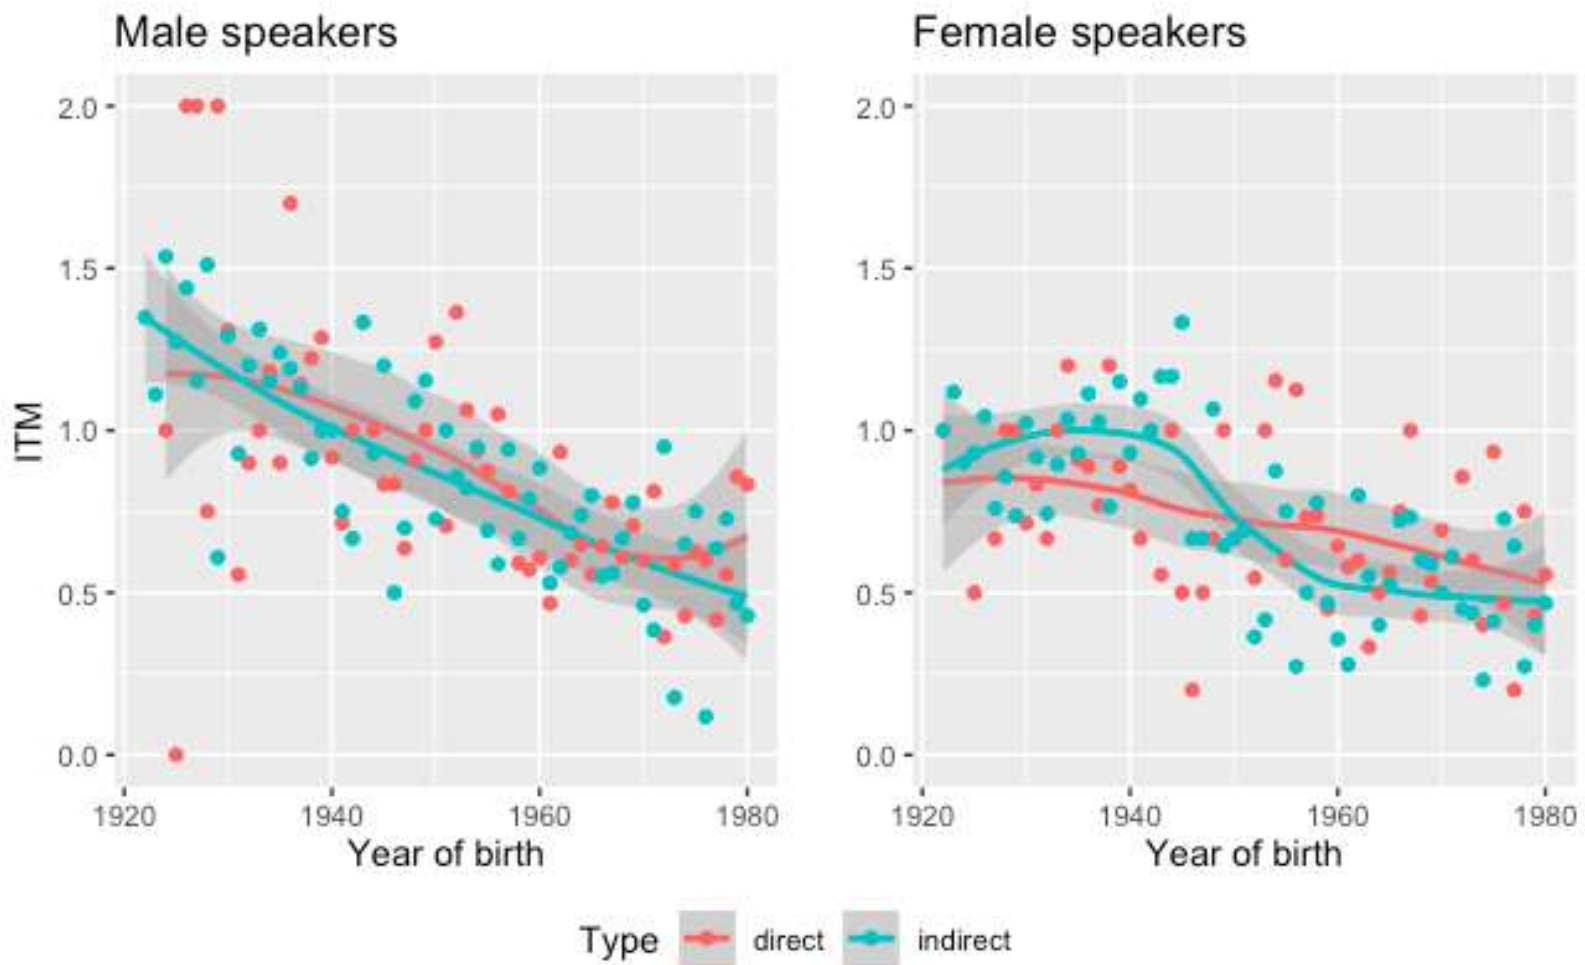 Male speakers
Female speakers
ITM
2.0
1.5
1.0
0.5
0.0
2.0
1.5
1.0
0.5
0.0
1920 1940 1960 1980
1920 1940 1960 1980
Year of birth
Year of birth
Type direct indirect